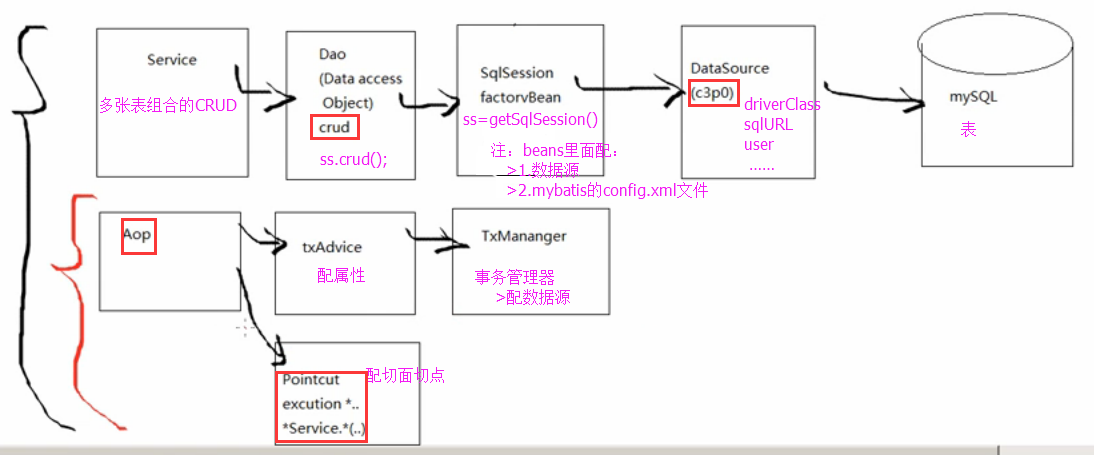 Service
多张表组合的CRUD
Dao
(Data access
Object)
crud
ss.crud();
SqlSession
factorvBean
ss=getSqlSession()
注：beans里面配：
>1.数据源
>2.mybatis的config.xml文件
DataSource
(c3p0)
driverClass
sqlURL
user
......
mySQL
表
Aop
txAdvice
配属性
TxMananger
事务管理器
>配数据源
Pointcut
配切面切点
excution *..
*Service.*(..)